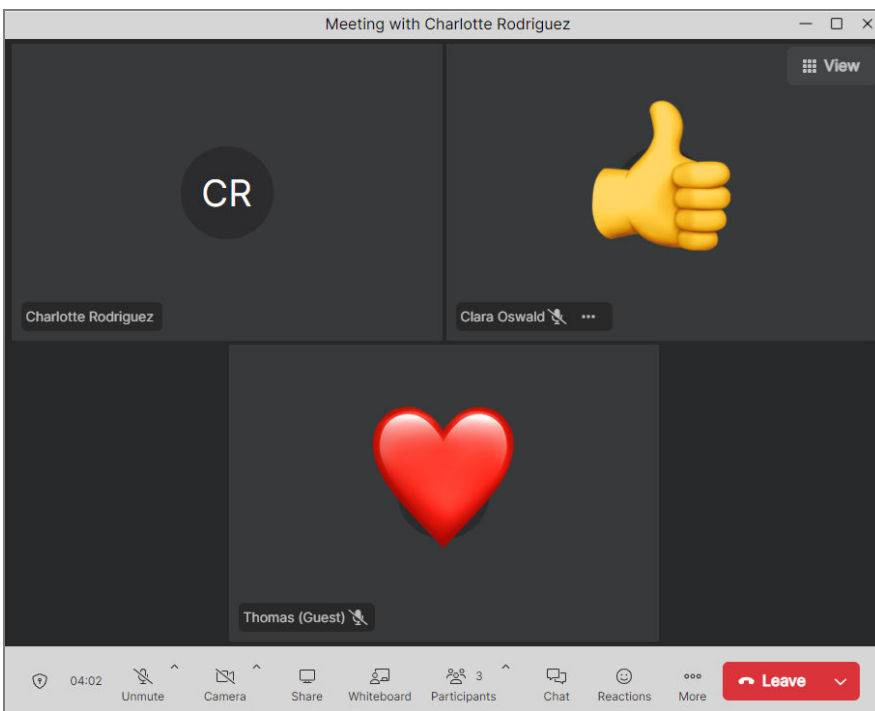 Meeting with Charlotte Rodriguez
View
CR
Charlotte Rodriguez
Clara Oswald
Thomas (Guest)
04:02
Unmute
Camera
Share
Whiteboard
3
Participants
Chat
Reactions
More
Leave